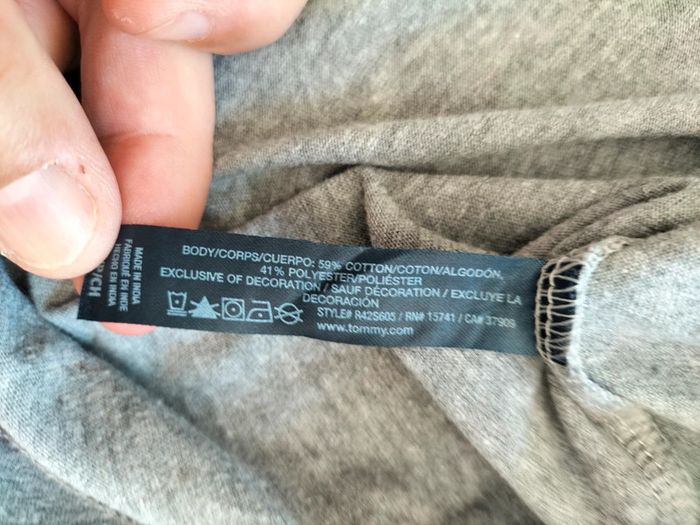 BODY/CORPS/CUERPO: 59% COTTON/COTON/ALGODÓN,
41% POLYESTER/POLIÉSTER
EXCLUSIVE OF DECORATION / SAUF DÉCORATION / EXCLUYE LA
DECORACIÓN
STYLE# R42S605 / RN# 15741 / CA# 37909
www.tommy.com
MADE IN INDIA
FABRIQUÉ EN INDE
HECHO EN INDIA
P/CH